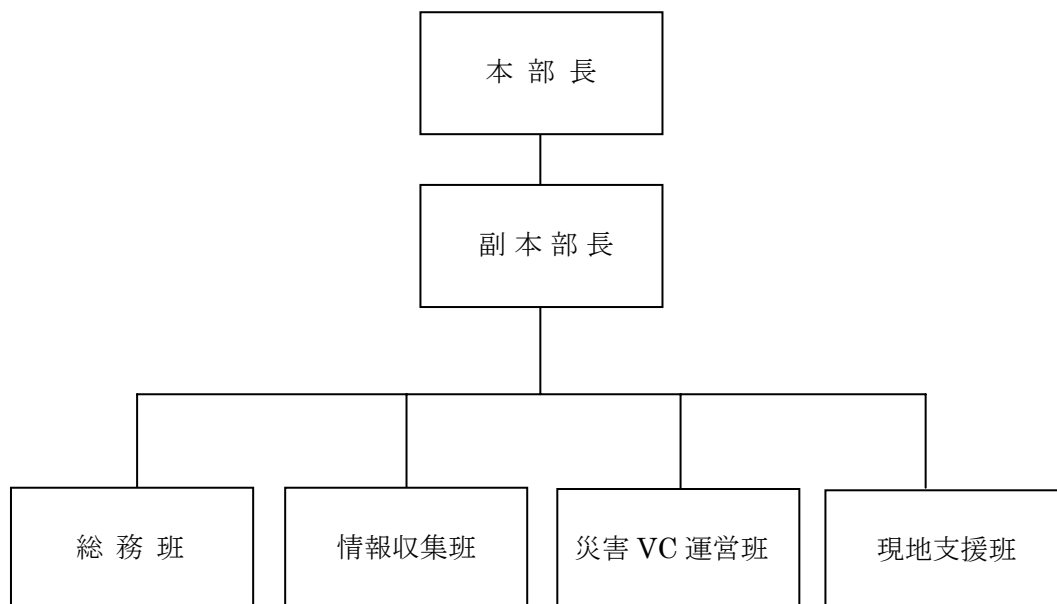 本 部 長
副 本 部 長
総 務 班
情報収集班
災害 VC 運営班
現地支援班